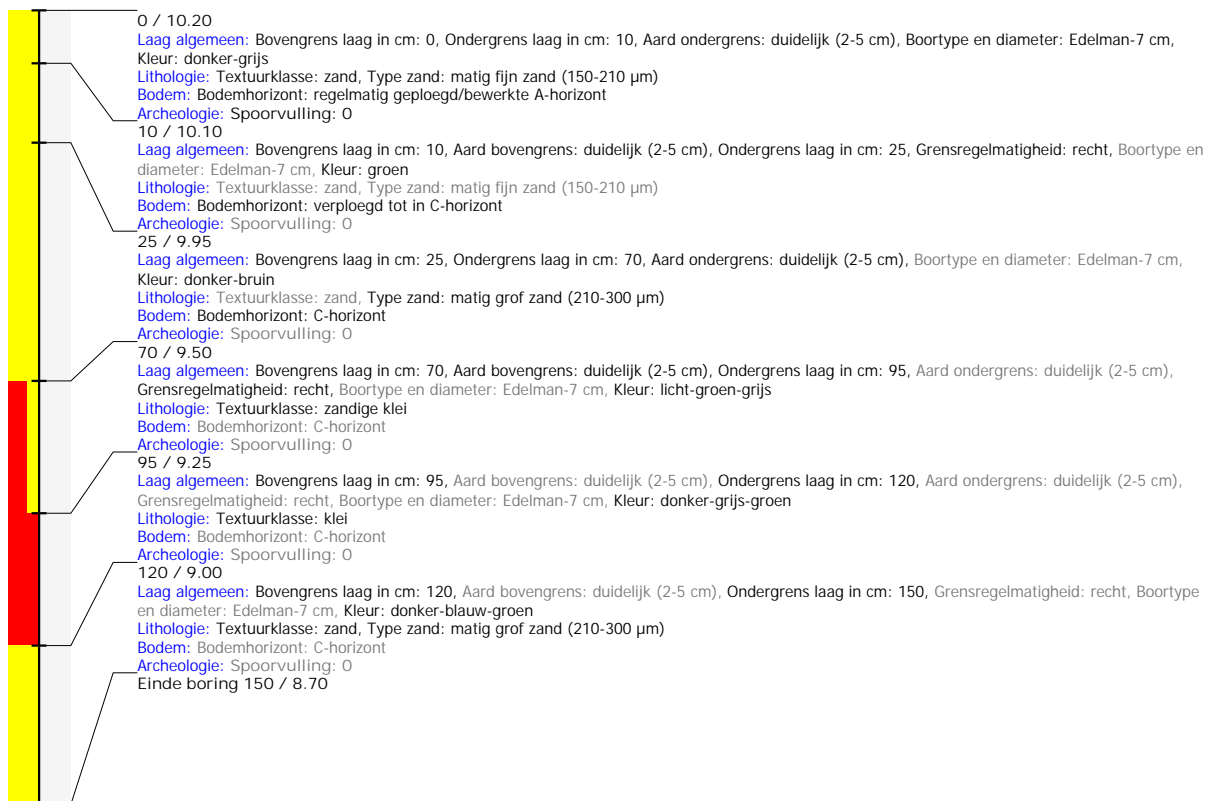 0 / 10.20
Laag algemeen: Bovengrens laag in cm: 0, Ondergrens laag in cm: 10, Aard ondergrens: duidelijk (2-5 cm), Boortype en diameter: Edelman-7 cm,
Kleur: donker-grijs
Lithologie: Textuurklasse: zand, Type zand: matig fijn zand (150-210 µm)
Bodem: Bodemhorizont: regelmatig geploegd/bewerkte A-horizont
Archeologie: Spoorvulling: 0
10 / 10.10
Laag algemeen: Bovengrens laag in cm: 10, Aard bovengrens: duidelijk (2-5 cm), Ondergrens laag in cm: 25, Grensregelmatigheid: recht, Boortype en
diameter: Edelman-7 cm, Kleur: groen
Lithologie: Textuurklasse: zand, Type zand: matig fijn zand (150-210 µm)
Bodem: Bodemhorizont: verploegd tot in C-horizont
Archeologie: Spoorvulling: 0
25 / 9.95
Laag algemeen: Bovengrens laag in cm: 25, Ondergrens laag in cm: 70, Aard ondergrens: duidelijk (2-5 cm), Boortype en diameter: Edelman-7 cm,
Kleur: donker-bruin
Lithologie: Textuurklasse: zand, Type zand: matig grof zand (210-300 µm)
Bodem: Bodemhorizont: C-horizont
Archeologie: Spoorvulling: 0
70 / 9.50
Laag algemeen: Bovengrens laag in cm: 70, Aard bovengrens: duidelijk (2-5 cm), Ondergrens laag in cm: 95, Aard ondergrens: duidelijk (2-5 cm),
Grensregelmatigheid: recht, Boortype en diameter: Edelman-7 cm, Kleur: licht-groen-grijs
Lithologie: Textuurklasse: zandige klei
Bodem: Bodemhorizont: C-horizont
Archeologie: Spoorvulling: 0
95 / 9.25
Laag algemeen: Bovengrens laag in cm: 95, Aard bovengrens: duidelijk (2-5 cm), Ondergrens laag in cm: 120, Aard ondergrens: duidelijk (2-5 cm),
Grensregelmatigheid: recht, Boortype en diameter: Edelman-7 cm, Kleur: donker-grijs-groen
Lithologie: Textuurklasse: klei
Bodem: Bodemhorizont: C-horizont
Archeologie: Spoorvulling: 0
120 / 9.00
Laag algemeen: Bovengrens laag in cm: 120, Aard bovengrens: duidelijk (2-5 cm), Ondergrens laag in cm: 150, Grensregelmatigheid: recht, Boortype
en diameter: Edelman-7 cm, Kleur: donker-blauw-groen
Lithologie: Textuurklasse: zand, Type zand: matig grof zand (210-300 µm)
Bodem: Bodemhorizont: C-horizont
Archeologie: Spoorvulling: 0
Einde boring 150 / 8.70